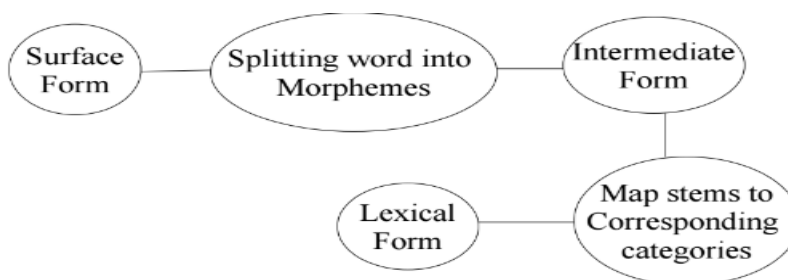 Surface
Form
Splitting word into
Morphemes
Intermediate
Form
Map stems to
Corresponding
categories
Lexical
Form